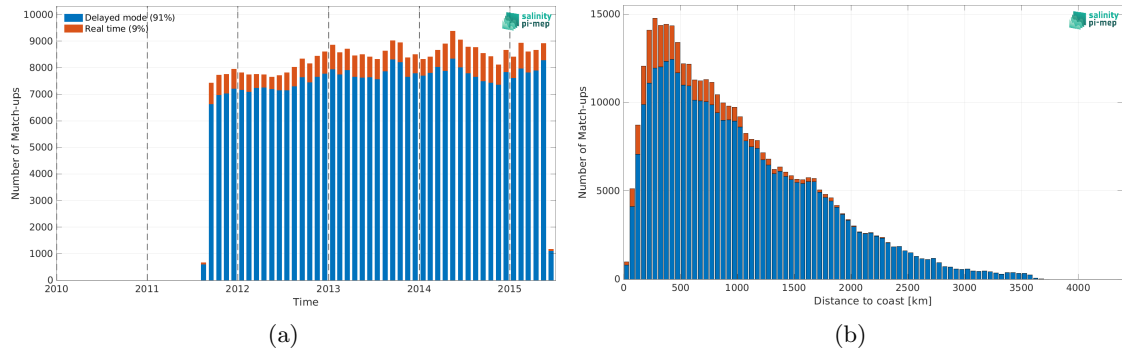 Delayed mode (91%)
Real time (9%)
salinity
pi-mep
10000
9000
8000
7000
6000
5000
4000
3000
2000
1000
0
Number of Match-ups
2010 2011 2012 2013 2014 2015
Time
(a)
salinity
pi-mep
15000
10000
5000
0
Number of Match-ups
0 500 1000 1500 2000 2500 3000 3500 4000
Distance to coast [km]
(b)